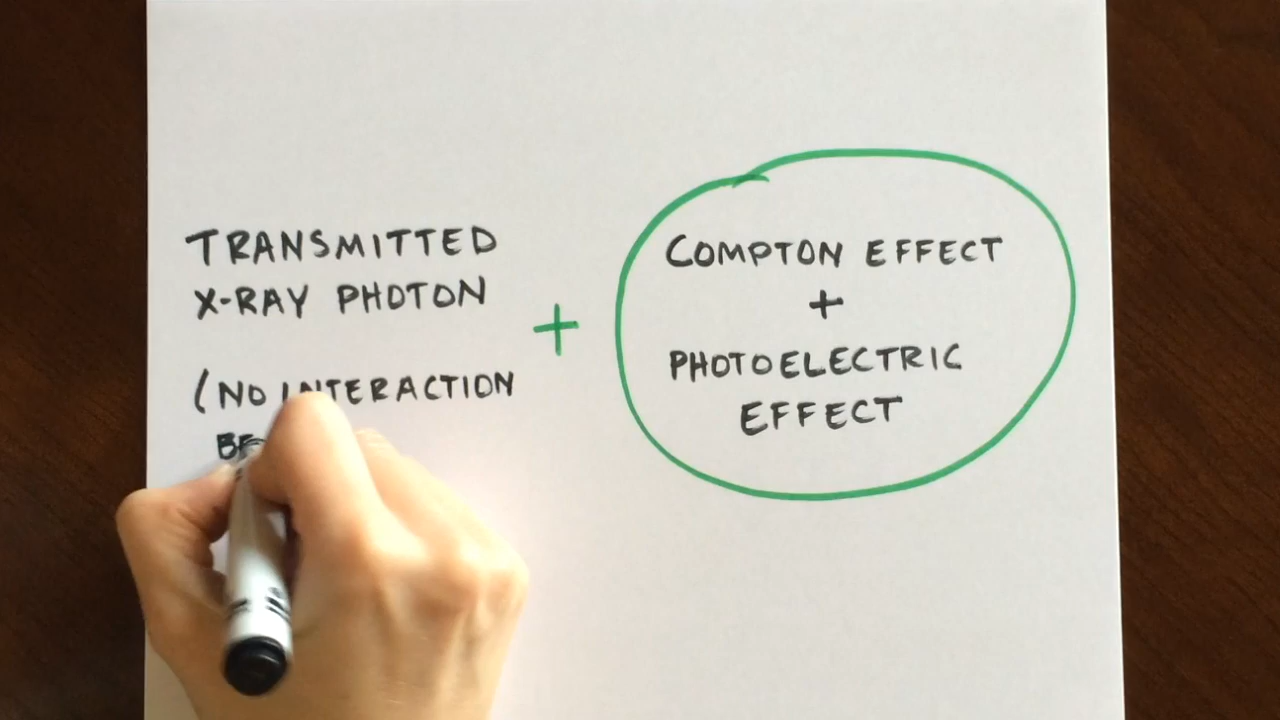 TRANSMITTED
X-RAY PHOTON
(NO INTERACTION
+
COMPTON EFFECT
+
PHOTOELECTRIC
EFFECT